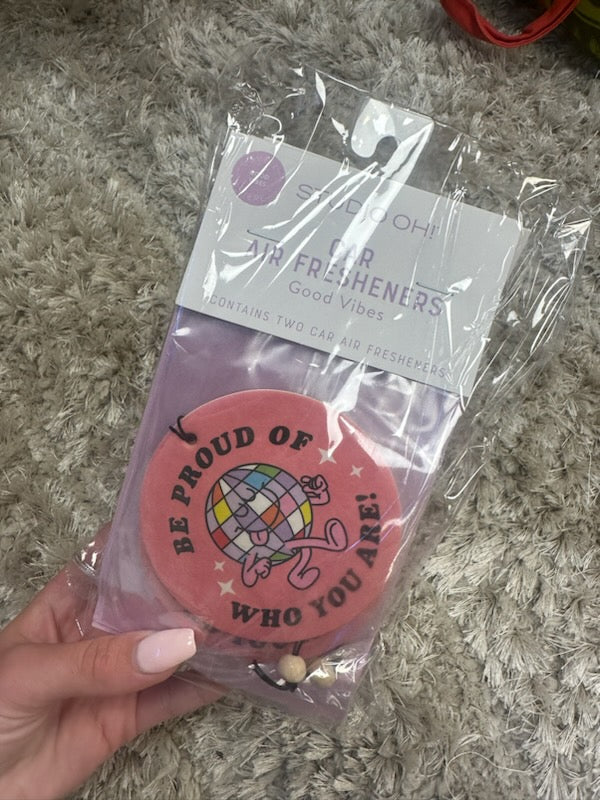 STUDIO OH!
CAR
AIR FRESHENERS
Good Vibes
CONTAINS TWO CAR AIR FRESHENERS
BE PROUD OF
WHO YOU ARE!